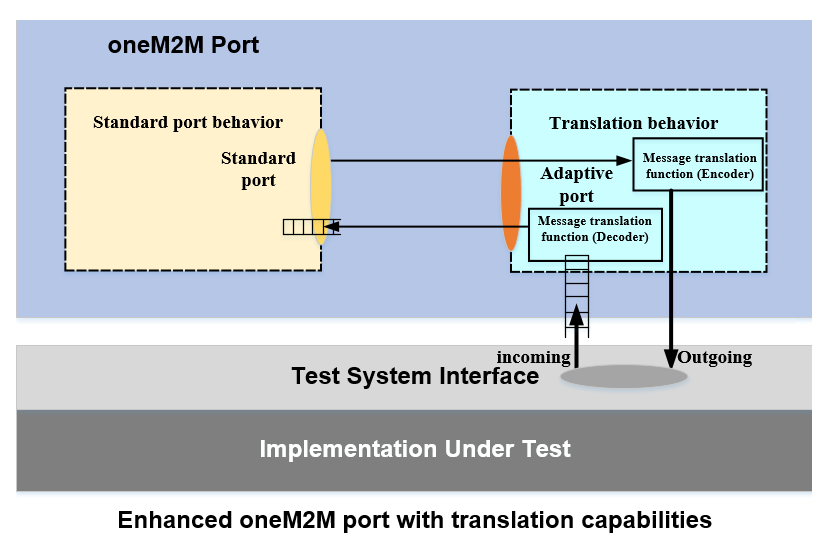 oneM2M Port
Standard port behavior
Standard
port
Translation behavior
Message translation
function (Encoder)
Adaptive
port
Message translation
function (Decoder)
incoming
Outgoing
Test System Interface
Implementation Under Test
Enhanced oneM2M port with translation capabilities